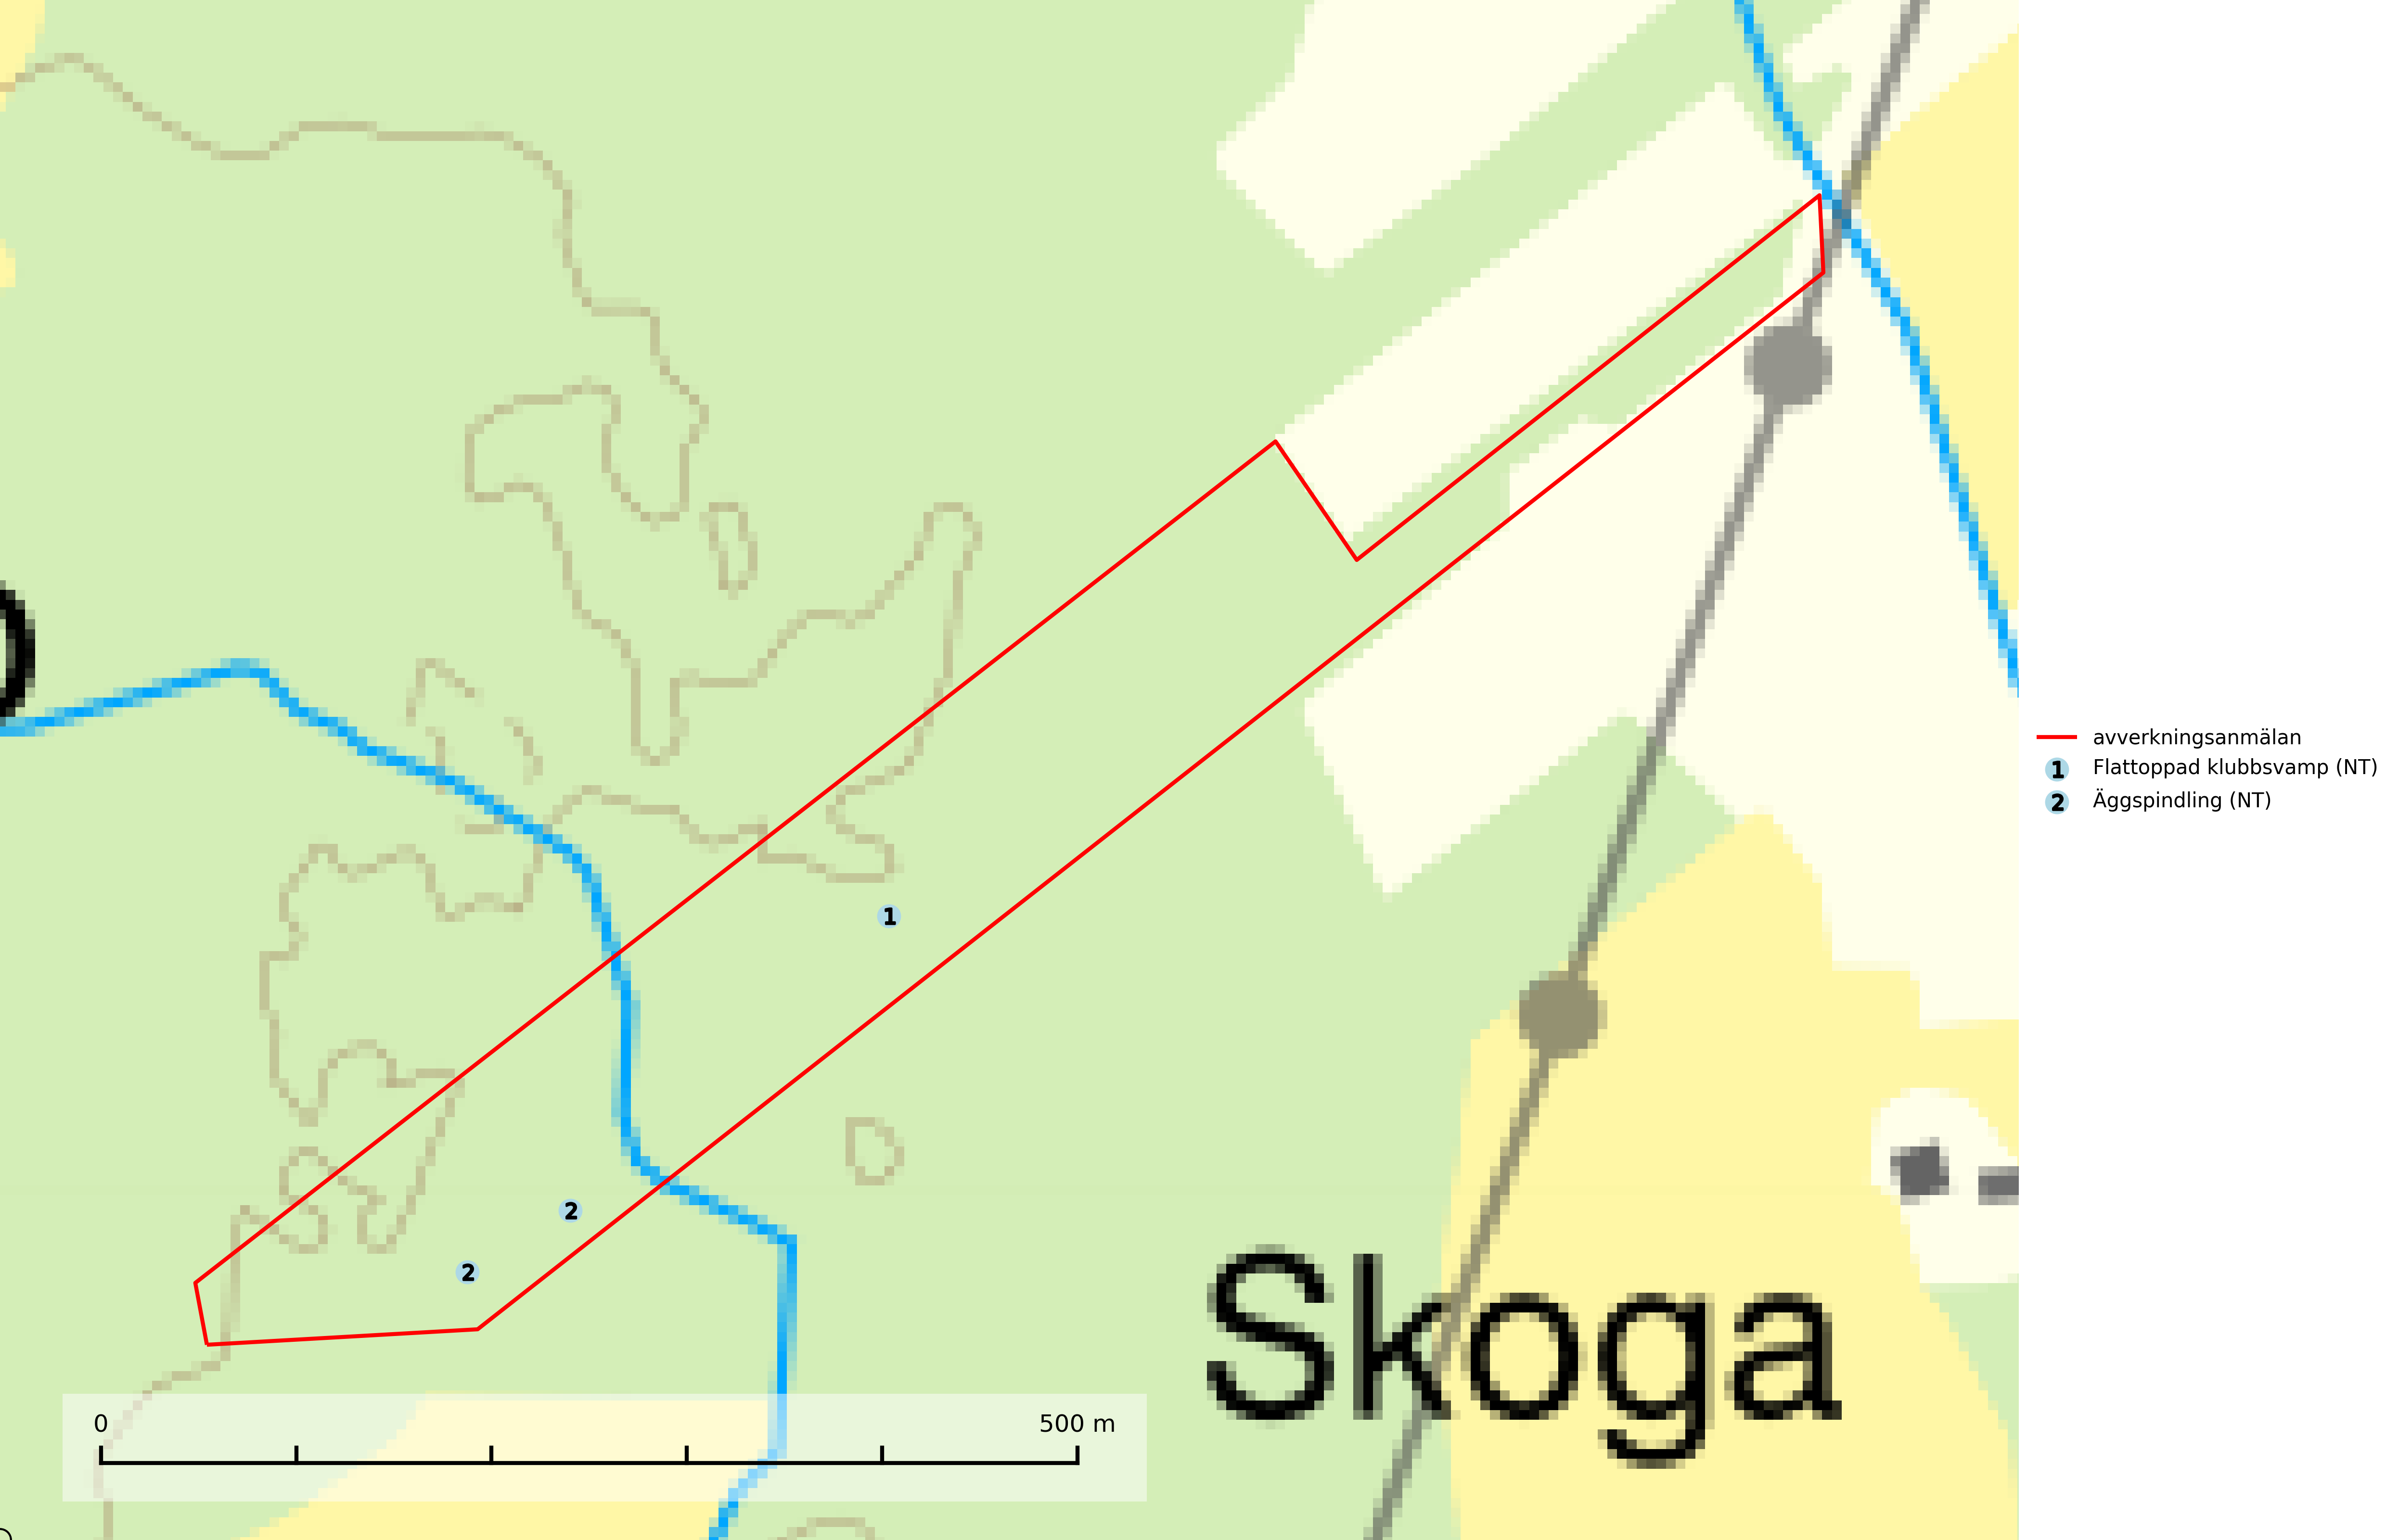 1
2
2
Skoga
0 500 m
avverkningsanmälan
1 Flattoppad klubbsvamp (NT)
2 Äggspindling (NT)